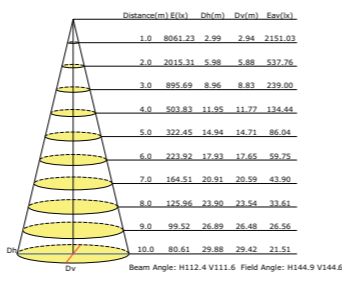 Distance(m) E(lx) Dh(m) Dv(m) Eav(lx)
1.0 8061.23 2.99 2.94 2151.03
2.0 2015.31 5.98 5.88 537.76
3.0 895.69 8.96 8.83 239.00
4.0 503.83 11.95 11.77 134.44
5.0 322.45 14.94 14.71 86.04
6.0 223.92 17.93 17.65 59.75
7.0 164.51 20.91 20.59 43.90
8.0 125.96 23.90 23.54 33.61
9.0 99.52 26.89 26.48 26.56
Dh 10.0 80.61 29.88 29.42 21.51
Dv Beam Angle: H112.4 V111.6 Field Angle: H144.9 V144.6